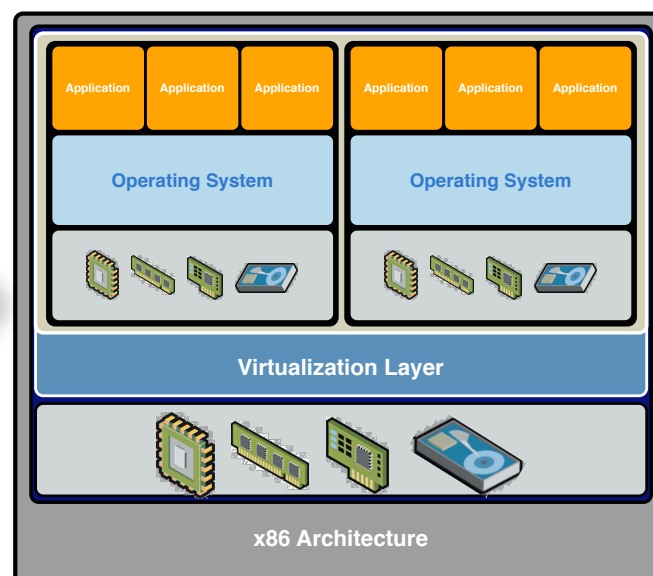 Application Application Application Application Application Application
Operating System Operating System
Virtualization Layer
x86 Architecture